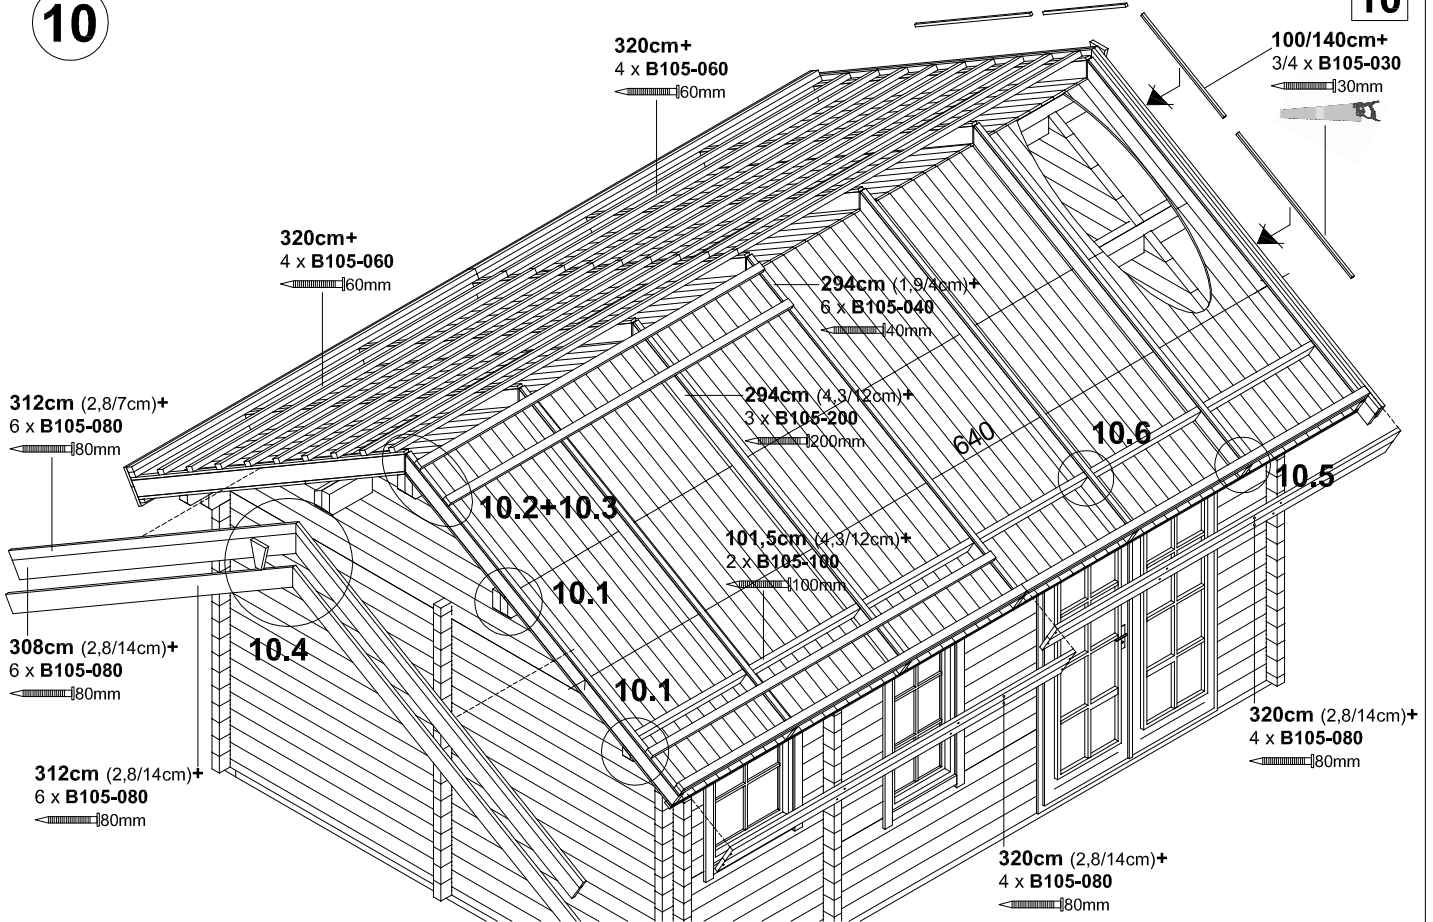 10
10
320cm+
4 x B105-060
60mm
100/140cm+
3/4 x B105-030
30mm
320cm+
4 x B105-060
60mm
294cm (1,9/4cm)+
6 x B105-040
40mm
312cm (2,8/7cm)+
6 x B105-080
80mm
294cm (4,3/12cm)+
3 x B105-200
200mm
640
10.6
10.5
10.2+10.3
101,5cm (4,3/12cm)+
2 x B105-100
100mm
10.1
10.4
308cm (2,8/14cm)+
6 x B105-080
80mm
10.1
320cm (2,8/14cm)+
4 x B105-080
80mm
312cm (2,8/14cm)+
6 x B105-080
80mm
320cm (2,8/14cm)+
4 x B105-080
80mm